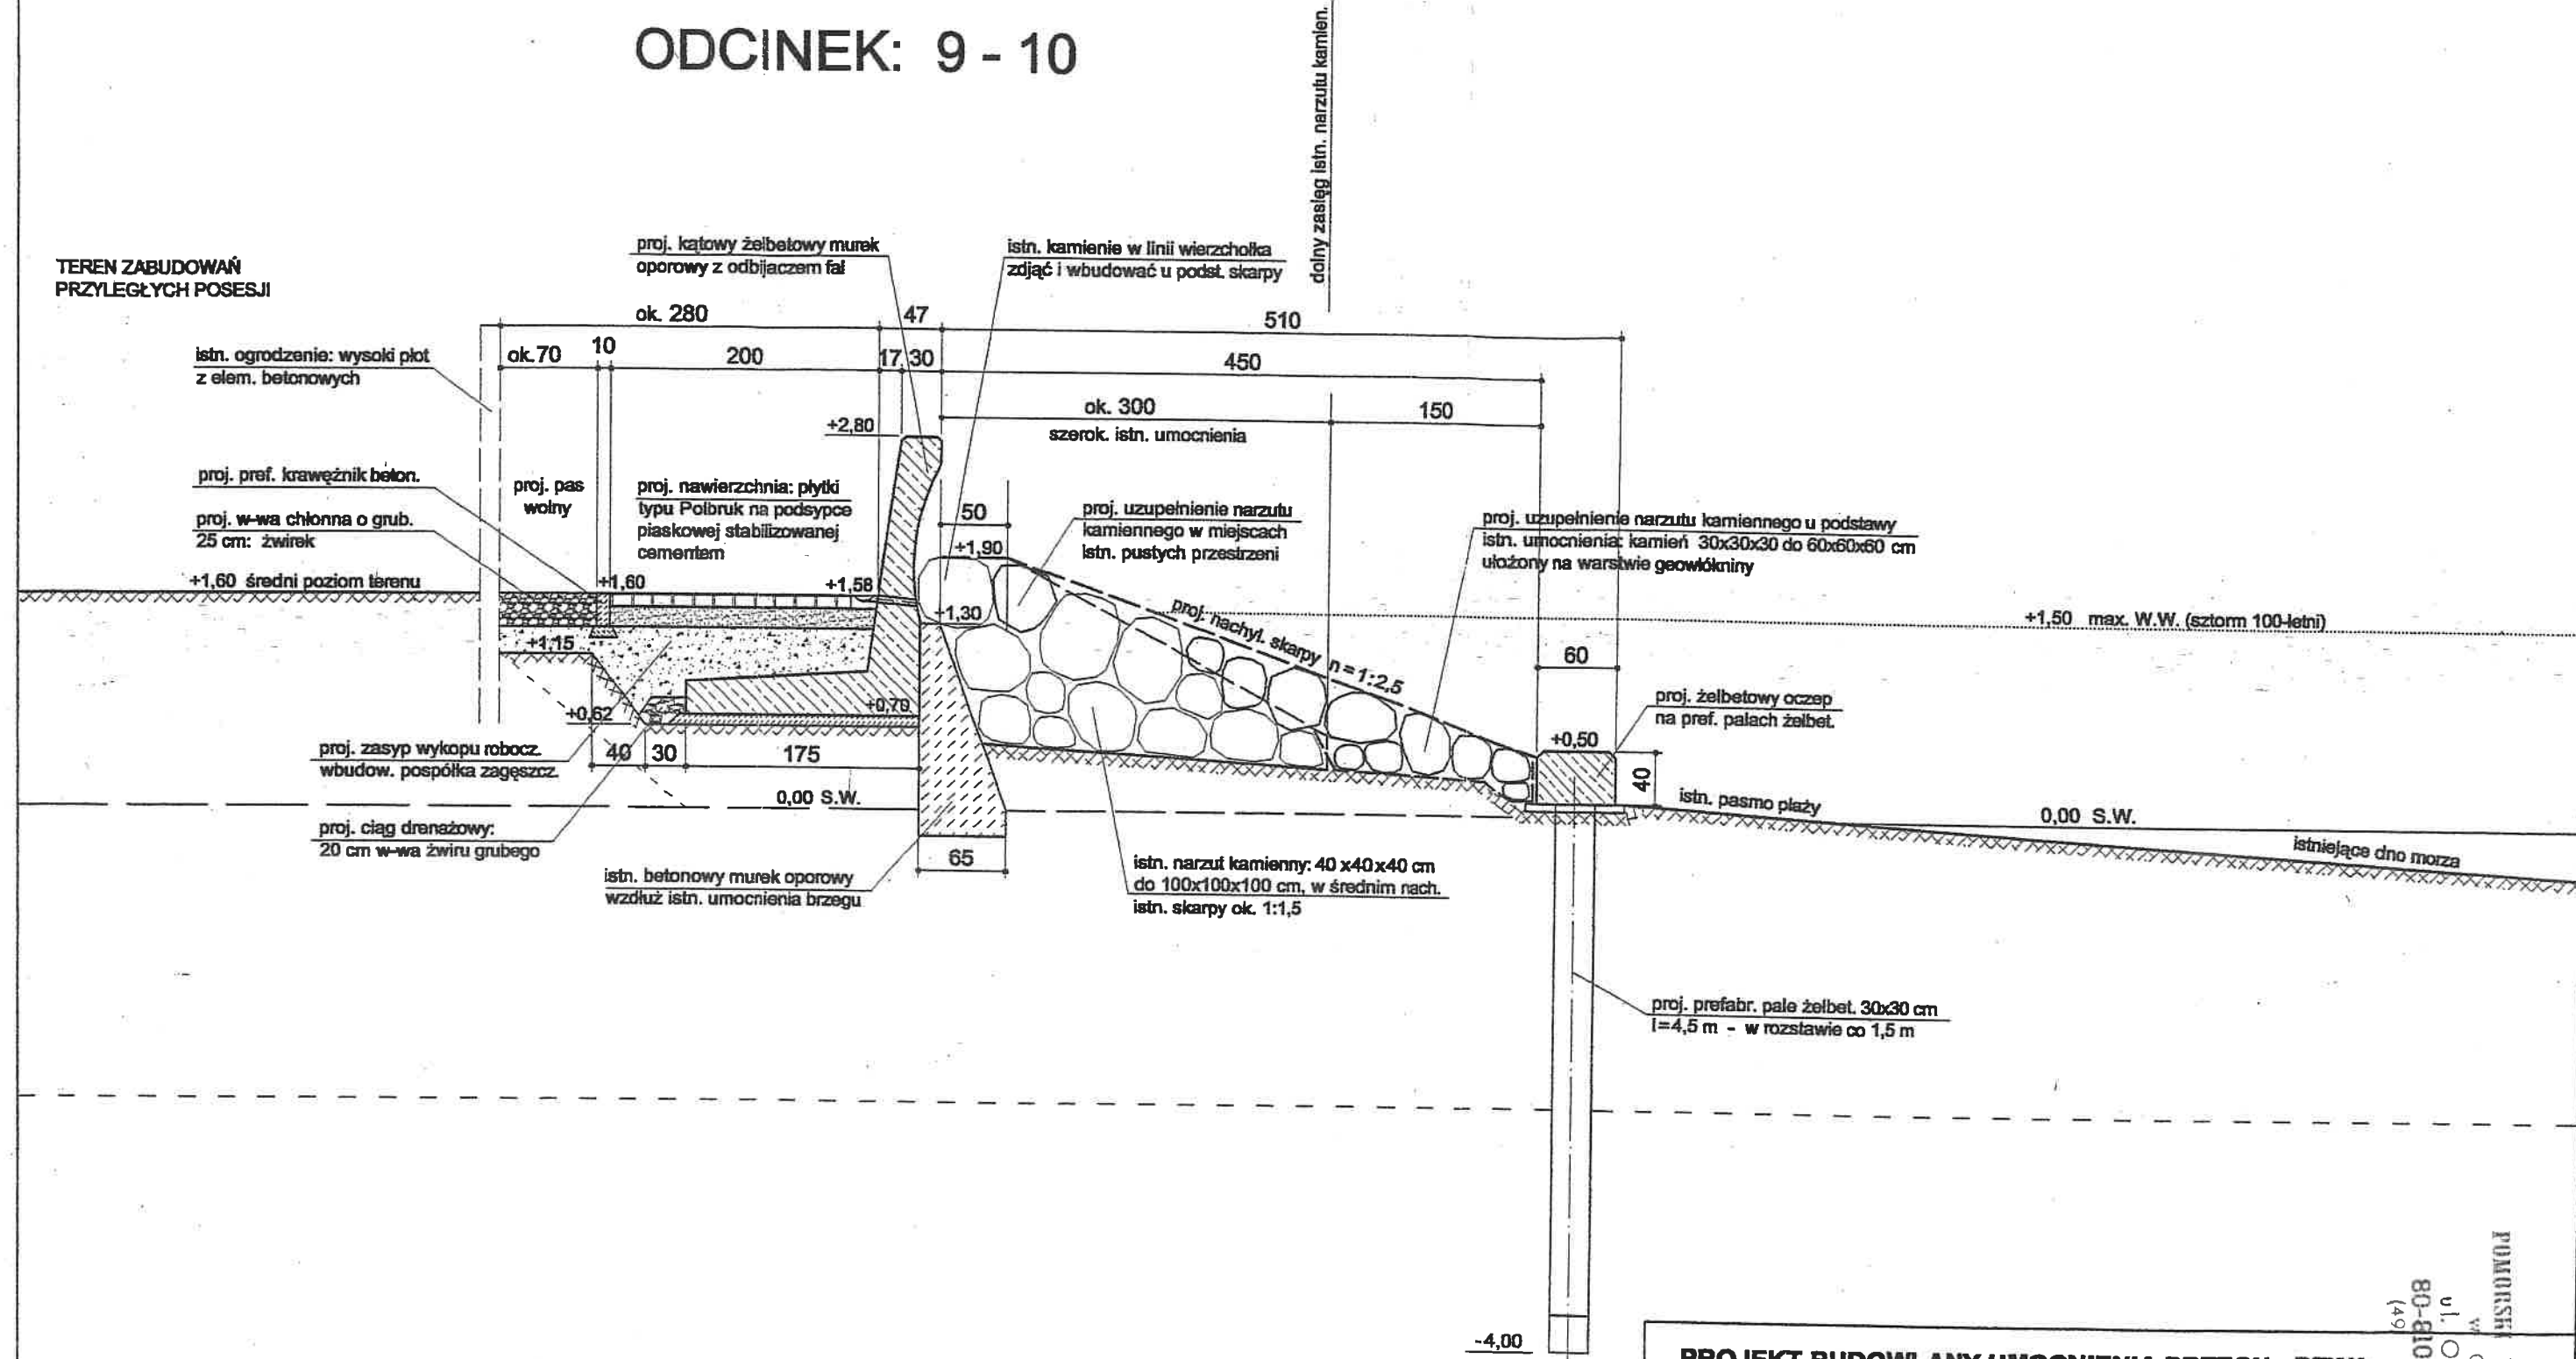 ODCINEK: 9 - 10
dolny zasięg istn. narzutu kamien.
TEREN ZABUDOWAŃ
PRZYLEGŁYCH POSESJI
proj. kątowy żelbetowy murek
oporowy z odbijaczem fal
istn. kamienie w linii wierzchołka
zdjąć i wbudować u podst. skarpy
ok. 280
47
510
istn. ogrodzenie: wysoki płot
z elem. betonowych
ok.70
10
200
17
30
450
ok. 300
150
szerok. istn. umocnienia
+2,80
proj. pref. krawężnik beton.
proj. w-wa chłonna o grub.
25 cm: żwirek
proj. pas
wolny
proj. nawierzchnia: płytki
typu Polbruk na podsypce
piaskowej stabilizowanej
cementem
50
proj. uzupełnienie narzutu
kamiennego w miejscach
istn. pustych przestrzeni
proj. uzupełnienie narzutu kamiennego u podstawy
istn. umocnienia: kamień 30x30x30 do 60x60x60 cm
ułożony na warstwie geowłókniny
+1,90
+1,60 średni poziom terenu
+1,60
+1,58
+1,30
proj. nachyl. skarpy n=1:2,5
+1,50 max. W.W. (sztorm 100-letni)
+1,15
60
+0,62
+0,70
proj. żelbetowy oczep
na pref. palach żelbet.
+0,50
40
proj. zasyp wykopu robocz.
wbudow. pospółka zagęszcz.
40
30
175
0,00 S.W.
istn. pasmo plaży
0,00 S.W.
istniejące dno morza
proj. ciąg drenażowy:
20 cm w-wa żwiru grubego
65
istn. betonowy murek oporowy
wzdłuż istn. umocnienia brzegu
istn. narzut kamienny: 40 x40x40 cm
do 100x100x100 cm, w średnim nach.
istn. skarpy ok. 1:1,5
proj. prefabr. pale żelbet. 30x30 cm
l=4,5 m - w rozstawie co 1,5 m
-4,00
POMORSKI
w
ul. O
80-810
(49)
PROJEKT BUDOWLANY UMOCNIENIA